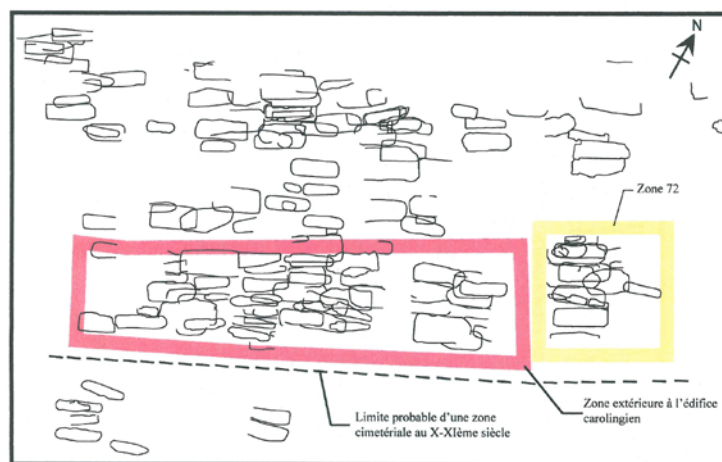 N
Zone 72
Zone extérieure à l'édifice
carolingien
Limite probable d'une zone
cimetériale au X-XIème siècle